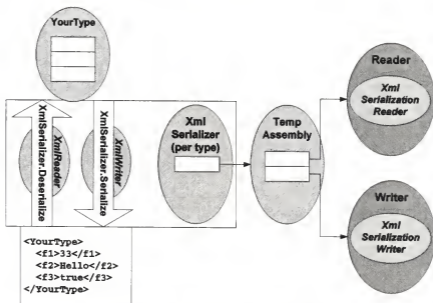 YourType
XmlSerializer.Deserialize
XmlReader
XmlWriter
XmlSerializer.Serialize
Xml
Serializer
(per type)
Temp
Assembly
Reader
Xml
Serialization
Reader
Writer
Xml
Serialization
Writer
<YourType>
<f1>33</f1>
<f2>Hello</f2>
<f3>true</f3>
</YourType>